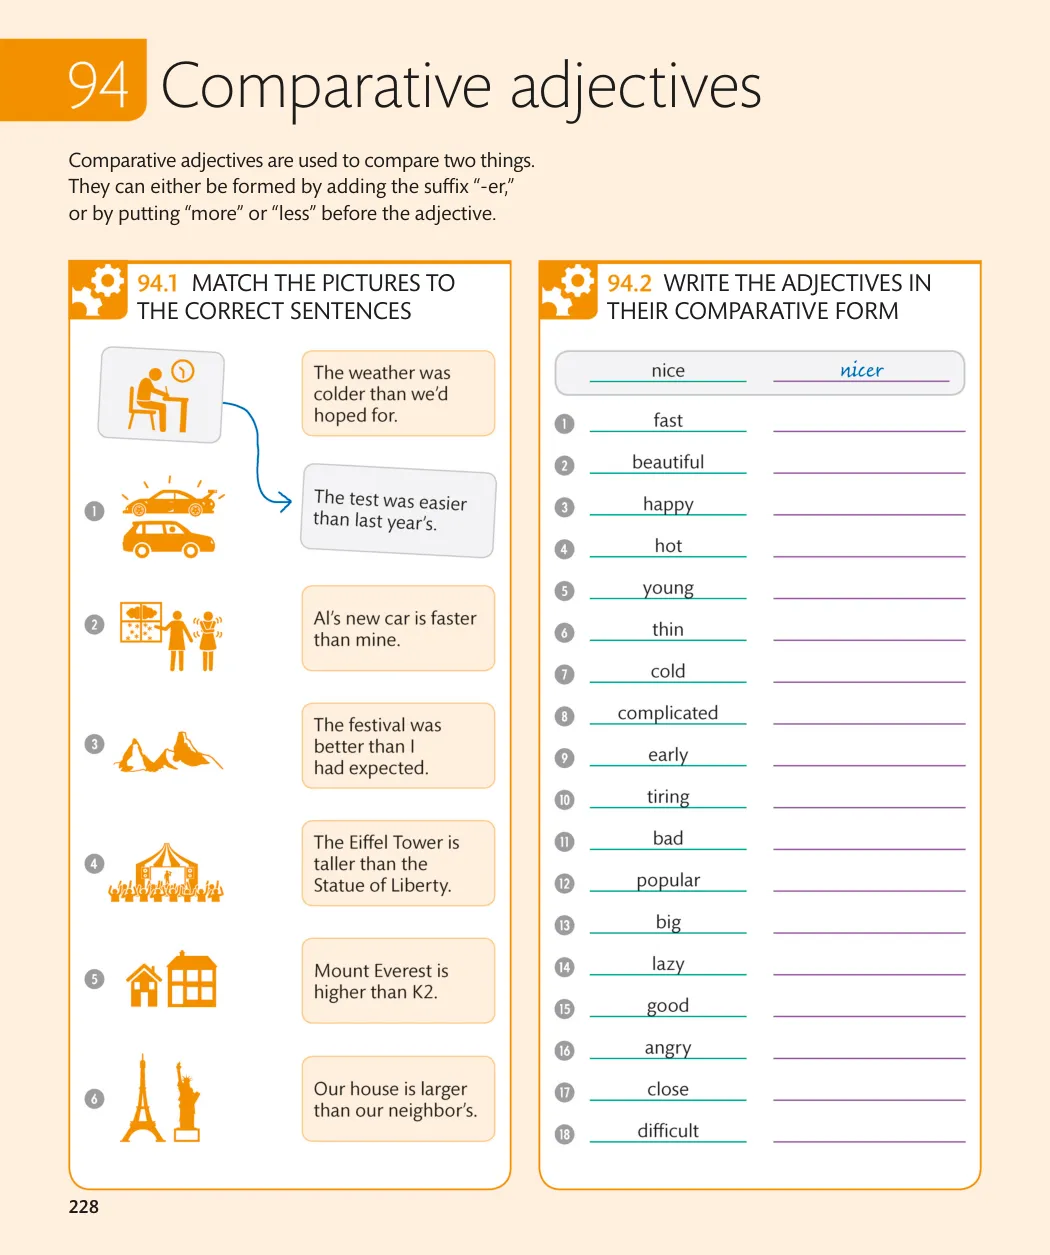 94 Comparative adjectives
Comparative adjectives are used to compare two things.
They can either be formed by adding the suffix “-er,”
or by putting “more” or “less” before the adjective.
94.1 MATCH THE PICTURES TO
THE CORRECT SENTENCES
The weather was
colder than we’d
hoped for.
The test was easier
than last year’s.
1
Al’s new car is faster
than mine.
2
The festival was
better than I
had expected.
3
The Eiffel Tower is
taller than the
Statue of Liberty.
4
Mount Everest is
higher than K2.
5
Our house is larger
than our neighbor’s.
6
94.2 WRITE THE ADJECTIVES IN
THEIR COMPARATIVE FORM
nice nicer
1 fast
2 beautiful
3 happy
4 hot
5 young
6 thin
7 cold
8 complicated
9 early
10 tiring
11 bad
12 popular
13 big
14 lazy
15 good
16 angry
17 close
18 difficult
228